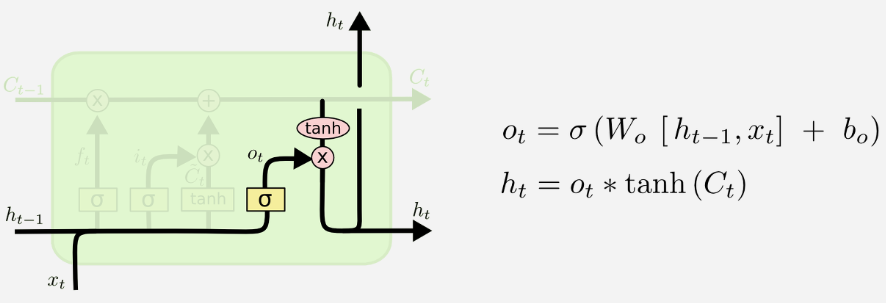 h_t
C_{t-1}
C_t
x
+
tanh
f_t
i_t
x
o_t
x
C̃_t
σ
σ
tanh
σ
h_{t-1}
h_t
x_t
o_t = σ (W_o [h_{t-1}, x_t] + b_o)
h_t = o_t * tanh (C_t)